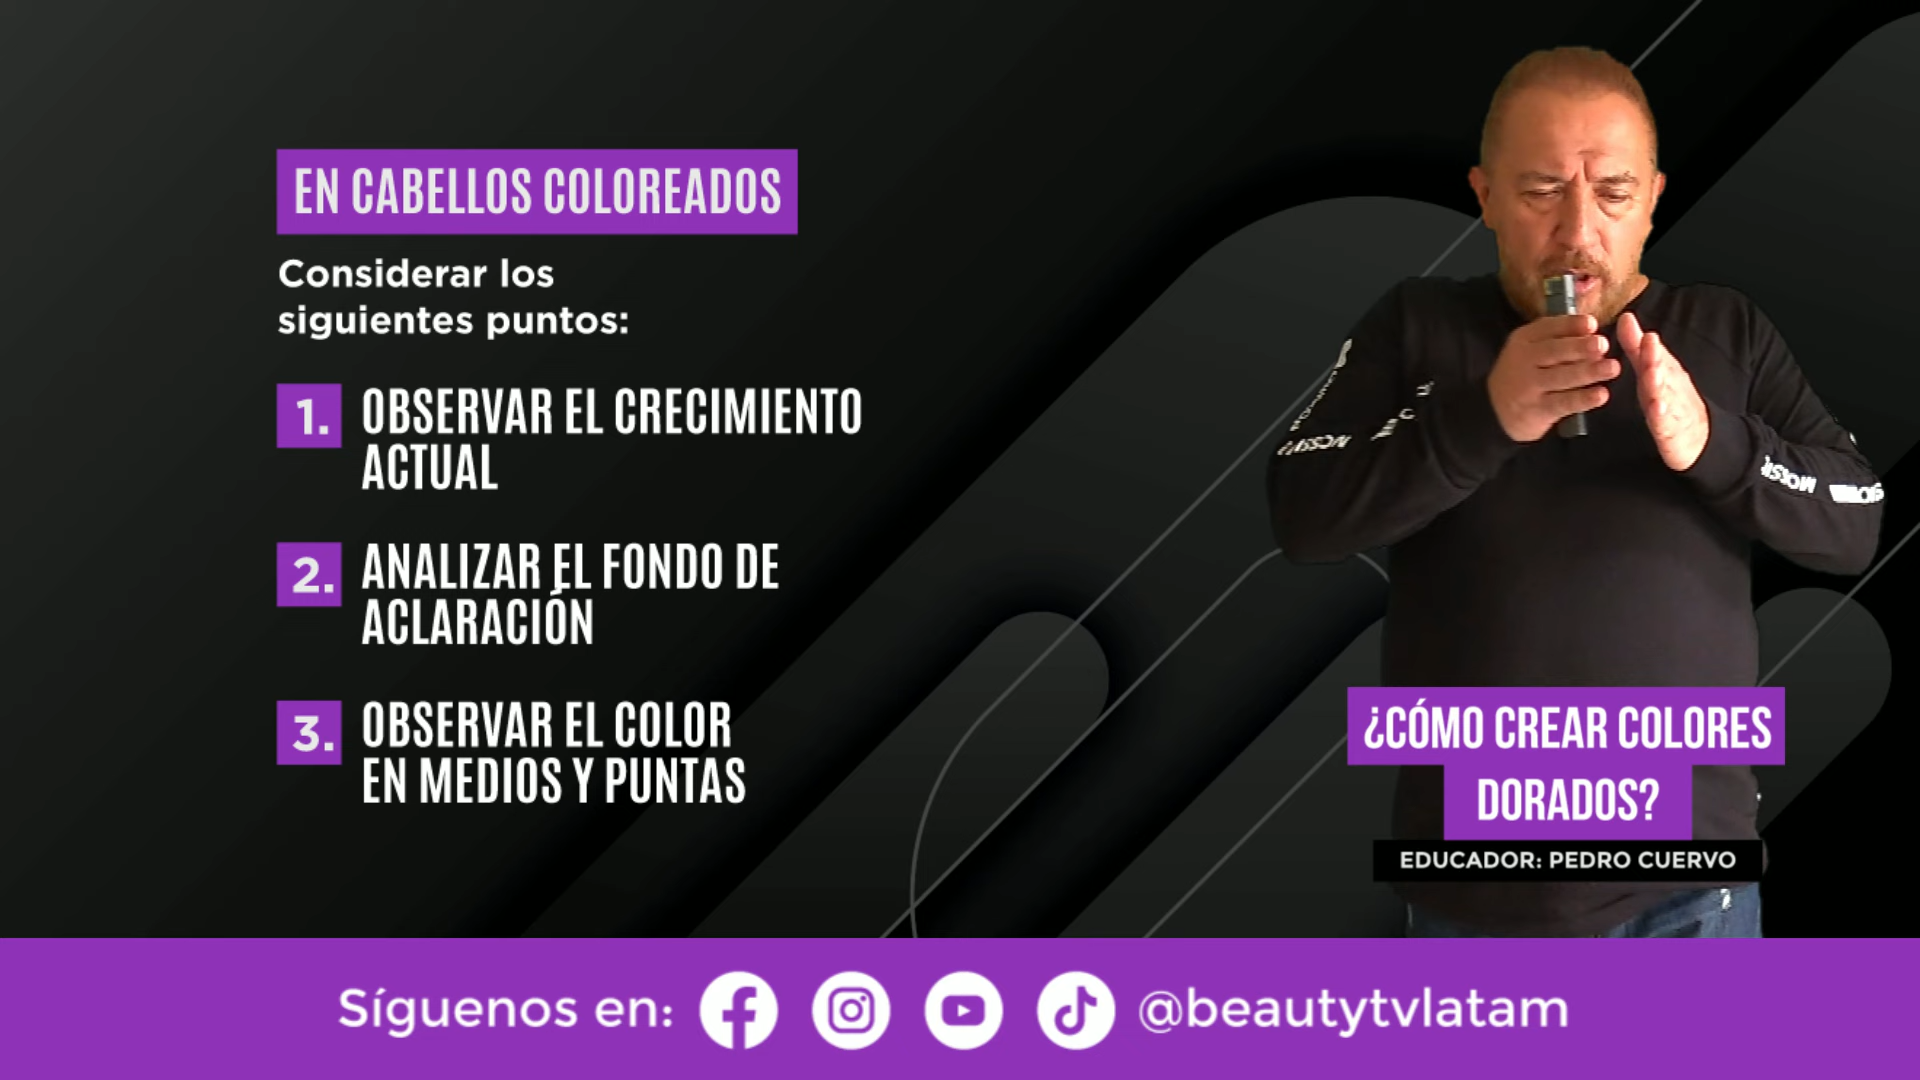 EN CABELLOS COLOREADOS
Considerar los
siguientes puntos:
1. OBSERVAR EL CRECIMIENTO
ACTUAL
2. ANALIZAR EL FONDO DE
ACLARACIÓN
3. OBSERVAR EL COLOR
EN MEDIOS Y PUNTAS
¿CÓMO CREAR COLORES
DORADOS?
EDUCADOR: PEDRO CUERVO
Síguenos en: @beautytvlatam